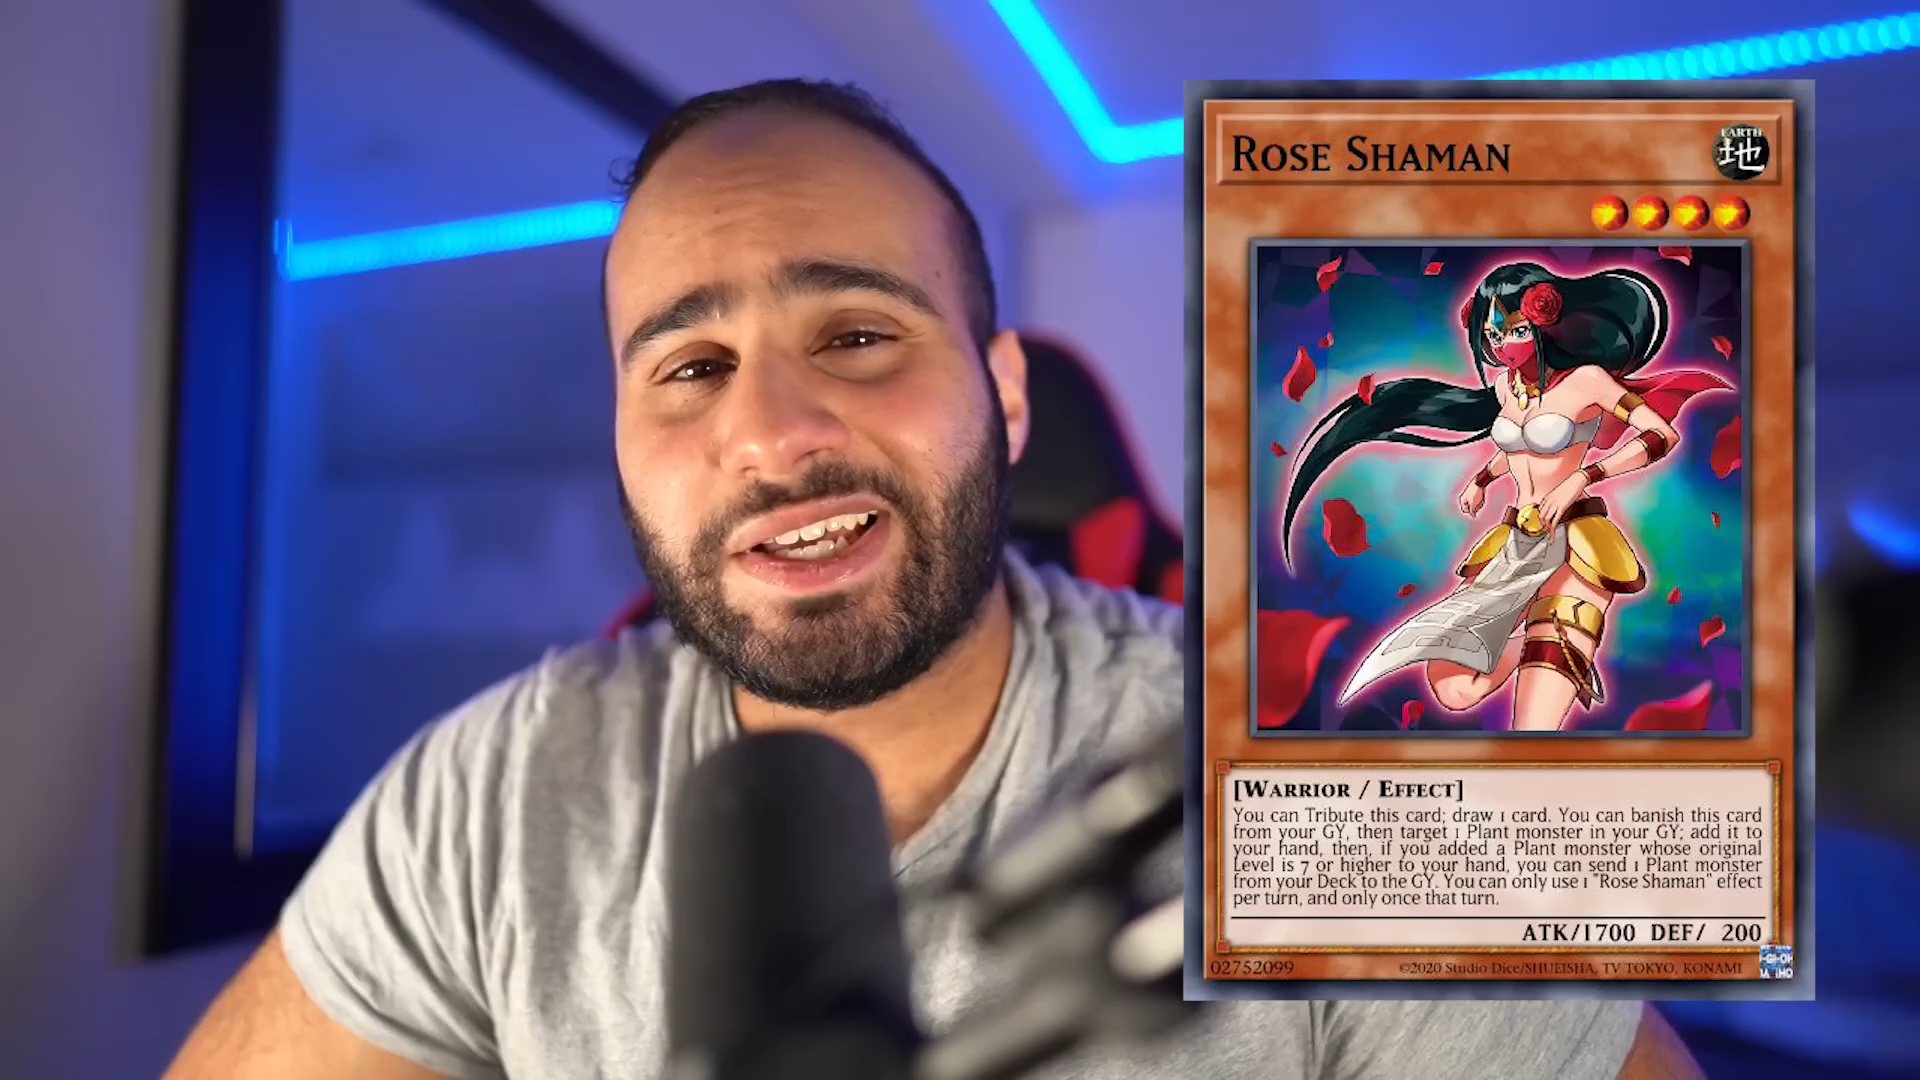 Rose Shaman
EARTH
地
[Warrior / Effect]
You can Tribute this card; draw 1 card. You can banish this card
from your GY, then target 1 Plant monster in your GY; add it to
your hand, then, if you added a Plant monster whose original
Level is 7 or higher to your hand, you can send 1 Plant monster
from your Deck to the GY. You can only use 1 "Rose Shaman" effect
per turn, and only once that turn.
ATK/1700 DEF/ 200
02752099
©2020 Studio Dice/SHUEISHA, TV TOKYO, KONAMI